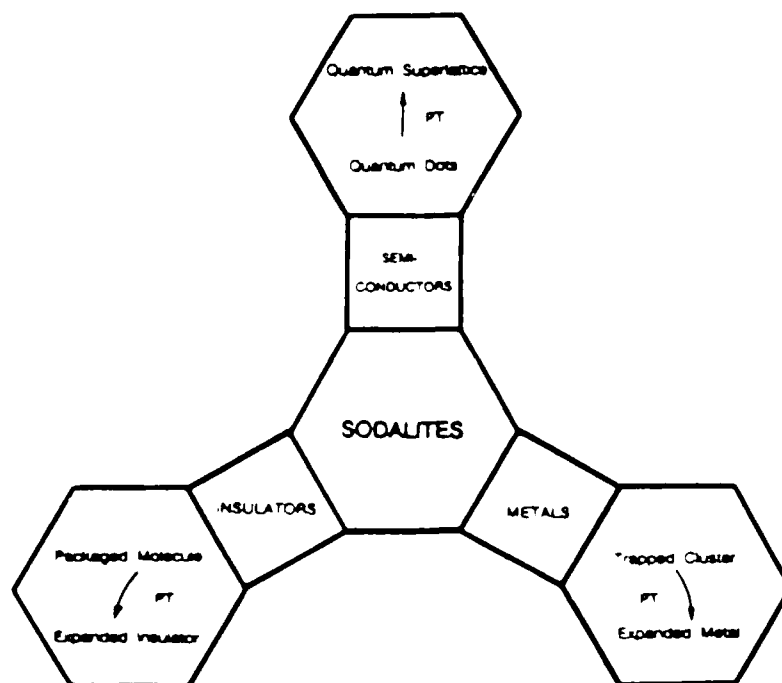 Quantum Superlattice
PT
Quantum Dots
SEMI-
CONDUCTORS
SODALITES
INSULATORS
METALS
Packaged Molecule
PT
Expanded Insulator
Trapped Cluster
PT
Expanded Metal